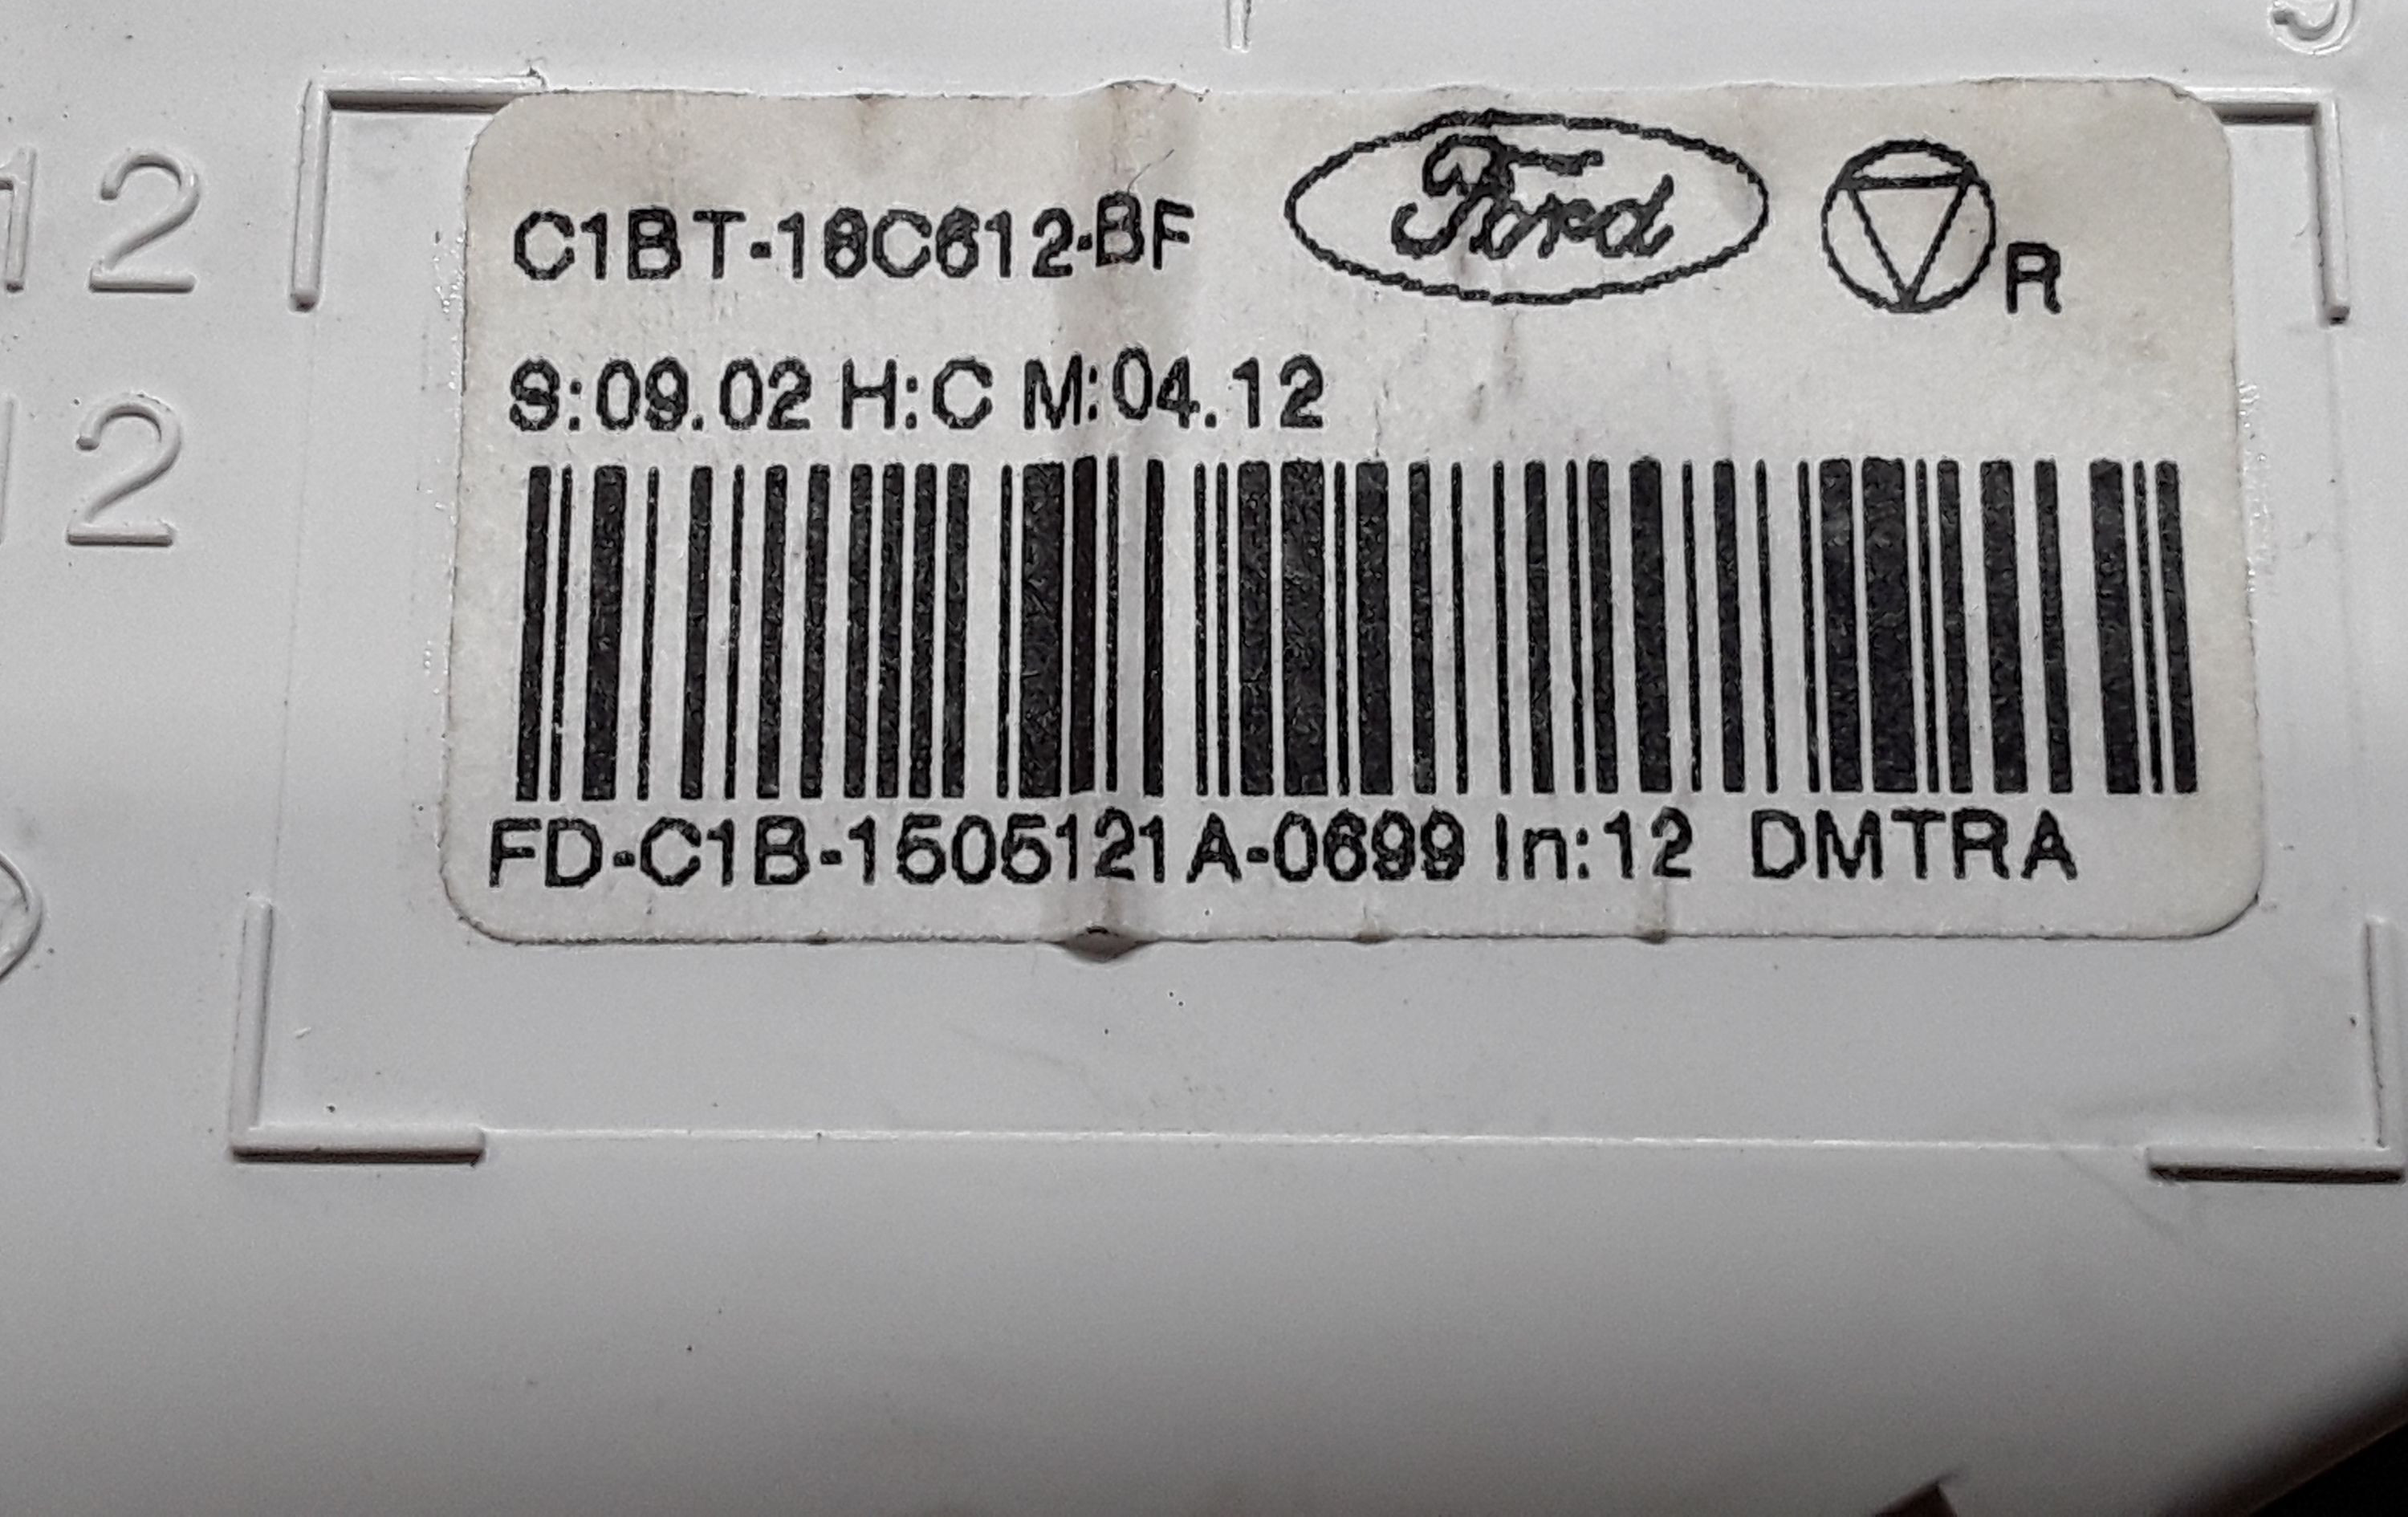 12
12
C1BT-18C612-BF Ford R
S:09.02 H:C M:04.12
FD-C1B-1505121A-0699 In:12 DMTRA